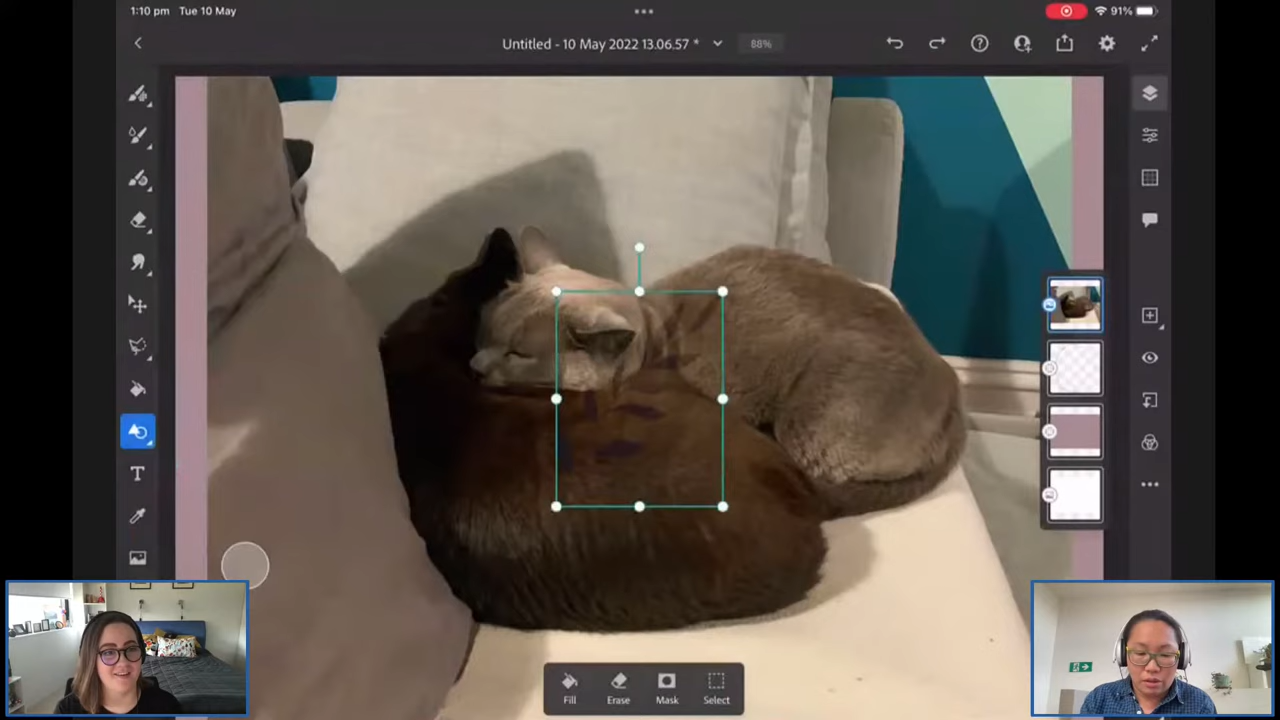 1:10 pm Tue 10 May
91%
Untitled - 10 May 2022 13.06.57 *
88%
T
Fill Erase Mask Select